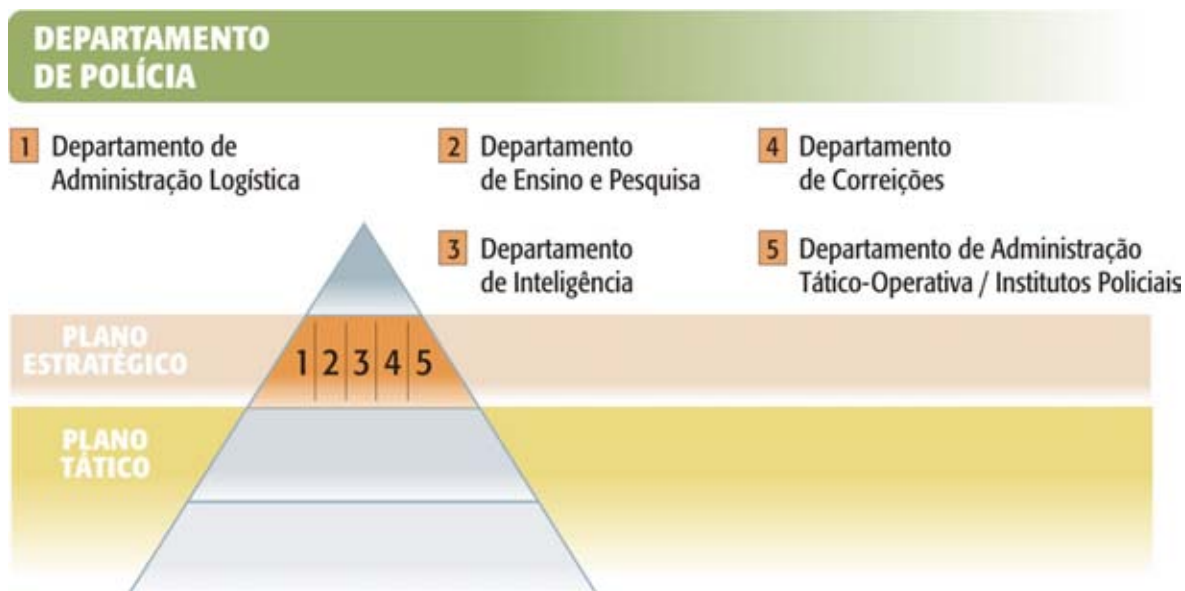 DEPARTAMENTO
DE POLÍCIA
1 Departamento de
Administração Logística
2 Departamento
de Ensino e Pesquisa
3 Departamento
de Inteligência
4 Departamento
de Correições
5 Departamento de Administração
Tático-Operativa / Institutos Policiais
PLANO
ESTRATÉGICO
1 2 3 4 5
PLANO
TÁTICO